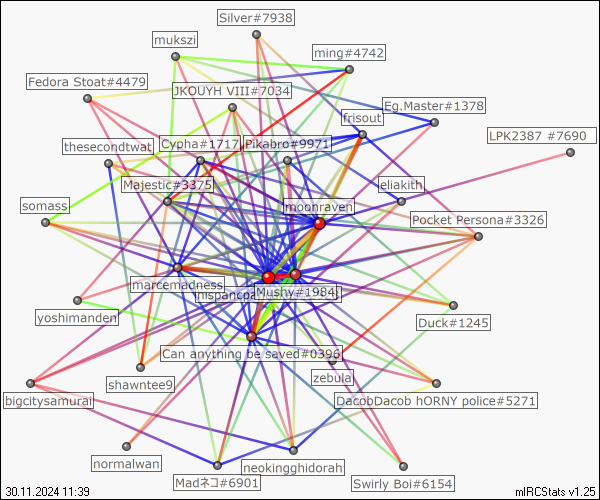 Silver#7938
mukszi
ming#4742
Fedora Stoat#4479
JKOUYH VIII#7034
Eg.Master#1378
frisout
LPK2387 #7690
thesecondtwat
Cypha#1717
Pikabro#9971
Majestic#3375
eliakith
somass
moonraven
Pocket Persona#3326
marcemadness
Mushy#1984
yoshimanden
Duck#1245
Can anything be saved#0396
zebula
shawntee9
bigcitysamurai
DacobDacob hORNY police#5271
normalwan
neokingghidorah
Madネコ#6901
Swirly Boi#6154
30.11.2024 11:39
mIRCStats v1.25